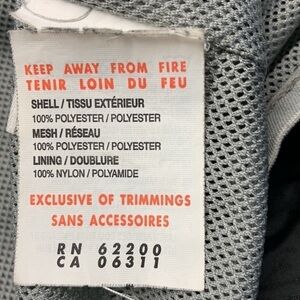 KEEP AWAY FROM FIRE
TENIR LOIN DU FEU
SHELL / TISSU EXTÉRIEUR
100% POLYESTER / POLYESTER
MESH / RÉSEAU
100% POLYESTER / POLYESTER
LINING / DOUBLURE
100% NYLON / POLYAMIDE
EXCLUSIVE OF TRIMMINGS
SANS ACCESSOIRES
RN 62200
CA 06311